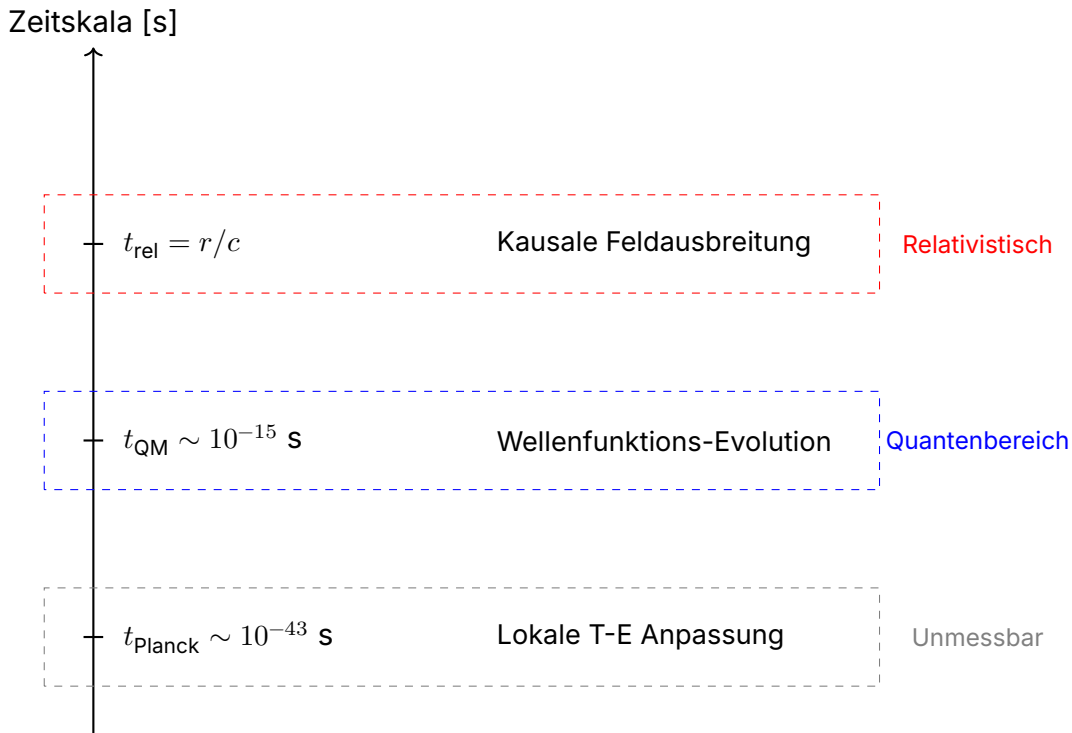 Zeitskala [s]
t_rel = r/c Kausale Feldausbreitung Relativistisch
t_QM ∼ 10⁻¹⁵ s Wellenfunktions-Evolution Quantenbereich
t_Planck ∼ 10⁻⁴³ s Lokale T-E Anpassung Unmessbar